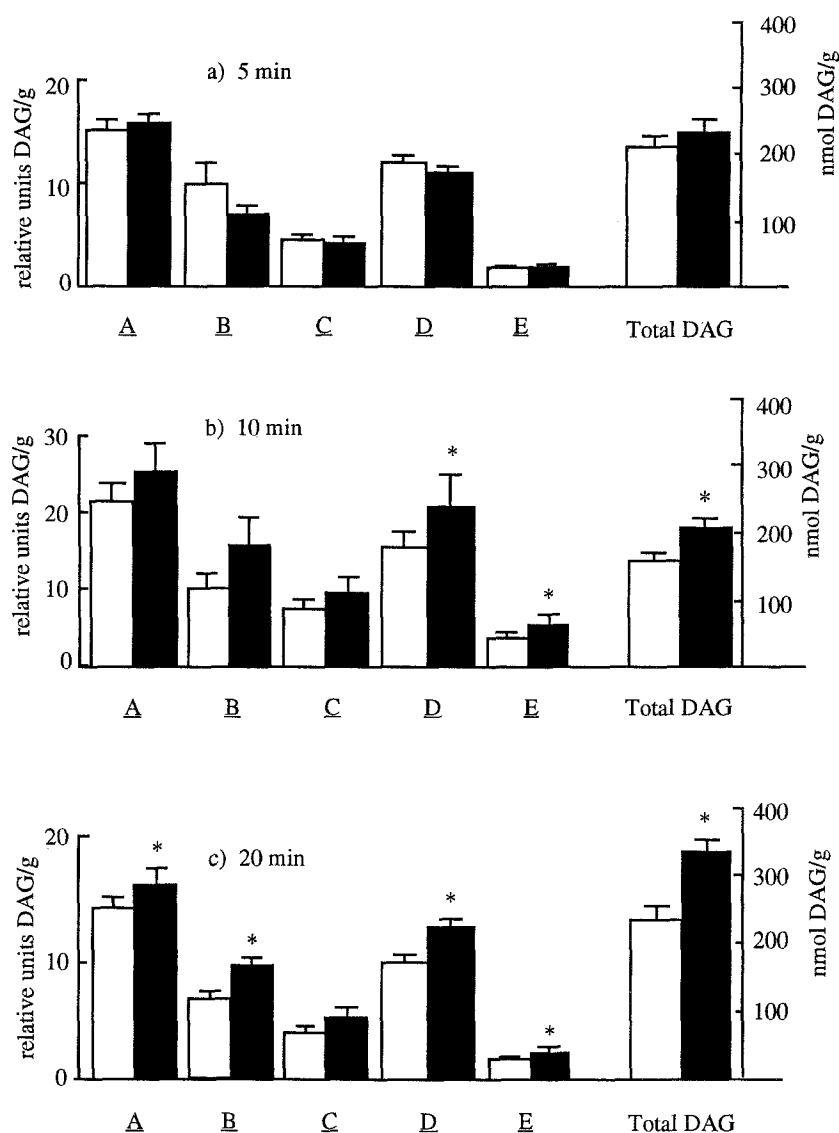 400
a) 5 min
20
300
relative units DAG/g
10
200
nmol DAG/g
100
0
A B C D E Total DAG
400
b) 10 min
30
*
300
relative units DAG/g
20
*
200
nmol DAG/g
10
*
100
0
A B C D E Total DAG
400
*
20
c) 20 min
*
300
relative units DAG/g
*
*
10
200
nmol DAG/g
*
100
0
A B C D E Total DAG